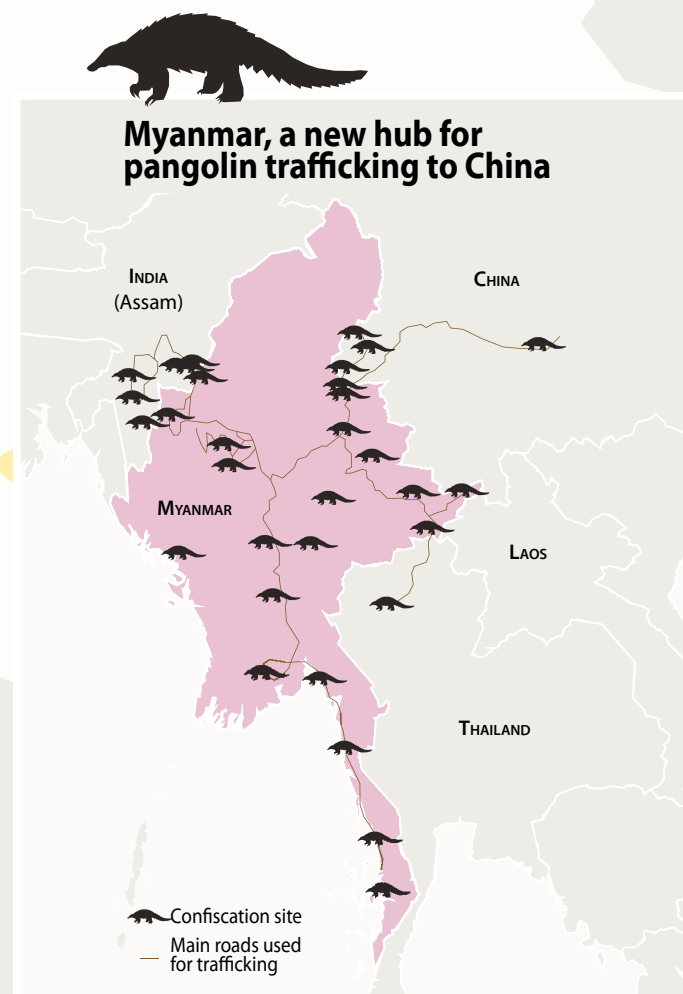 Myanmar, a new hub for
pangolin trafficking to China
INDIA
(Assam)
CHINA
MYANMAR
LAOS
THAILAND
Confiscation site
Main roads used
for trafficking